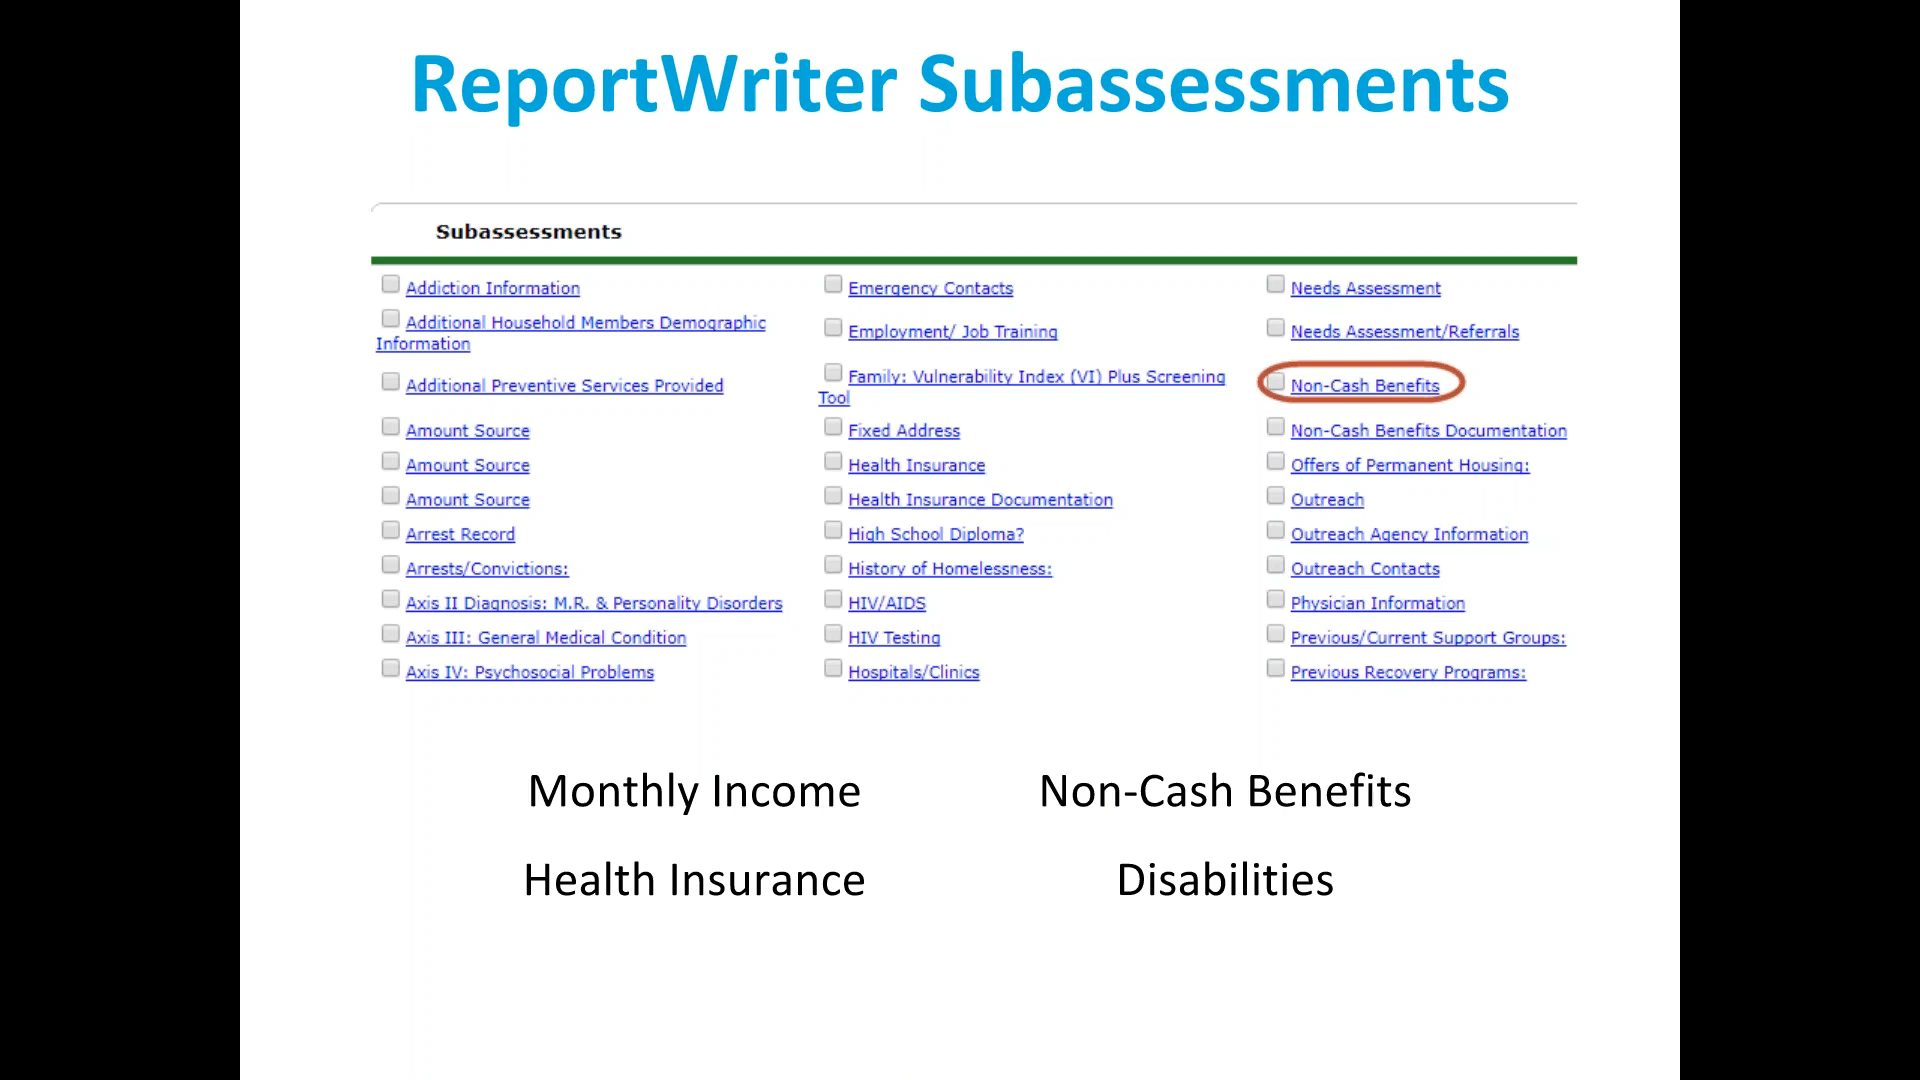 ReportWriter Subassessments
Subassessments
Addiction Information
Additional Household Members Demographic
Information
Additional Preventive Services Provided
Amount Source
Amount Source
Amount Source
Arrest Record
Arrests/Convictions:
Axis II Diagnosis: M.R. & Personality Disorders
Axis III: General Medical Condition
Axis IV: Psychosocial Problems
Emergency Contacts
Employment/ Job Training
Family: Vulnerability Index (VI) Plus Screening
Tool
Fixed Address
Health Insurance
Health Insurance Documentation
High School Diploma?
History of Homelessness:
HIV/AIDS
HIV Testing
Hospitals/Clinics
Needs Assessment
Needs Assessment/Referrals
Non-Cash Benefits
Non-Cash Benefits Documentation
Offers of Permanent Housing:
Outreach
Outreach Agency Information
Outreach Contacts
Physician Information
Previous/Current Support Groups:
Previous Recovery Programs:
Monthly Income
Non-Cash Benefits
Health Insurance
Disabilities